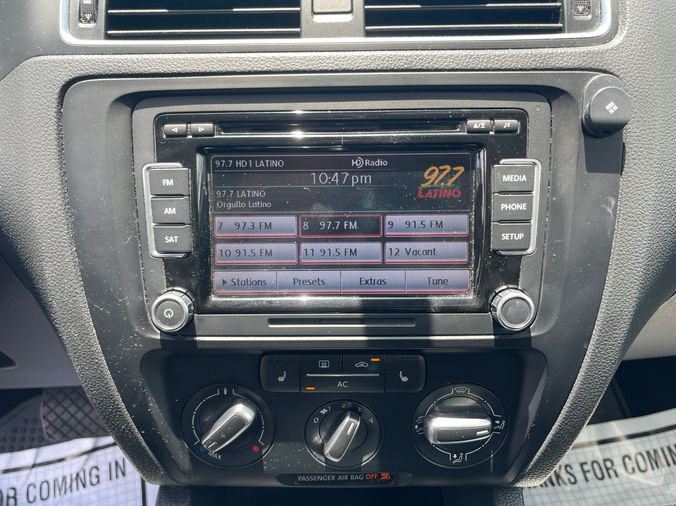 97.7 HD1 LATINO HD Radio
10:47 pm
97.7 LATINO
Orgullo Latino
97.7
LATINO
7 97.3 FM 8 97.7 FM 9 91.5 FM
10 91.5 FM 11 91.5 FM 12 Vacant
Stations Presets Extras Tune
FM
AM
SAT
MEDIA
PHONE
SETUP
AC
MAX
PASSENGER AIR BAG OFF
FOR COMING IN
NKS FOR COMING